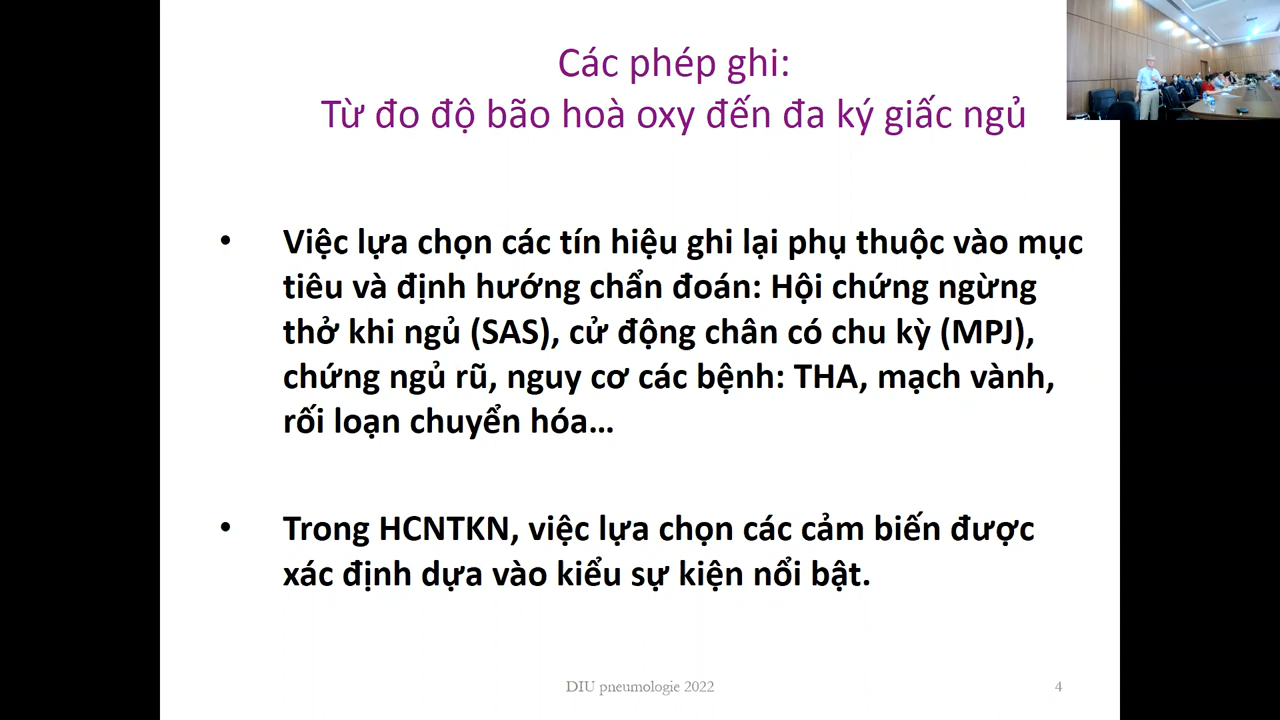 Các phép ghi:
Từ đo độ bão hoà oxy đến đa ký giấc ngủ
• Việc lựa chọn các tín hiệu ghi lại phụ thuộc vào mục
tiêu và định hướng chẩn đoán: Hội chứng ngừng
thở khi ngủ (SAS), cử động chân có chu kỳ (MPJ),
chứng ngủ rũ, nguy cơ các bệnh: THA, mạch vành,
rối loạn chuyển hóa...
• Trong HCNTKN, việc lựa chọn các cảm biến được
xác định dựa vào kiểu sự kiện nổi bật.
DIU pneumologie 2022
4